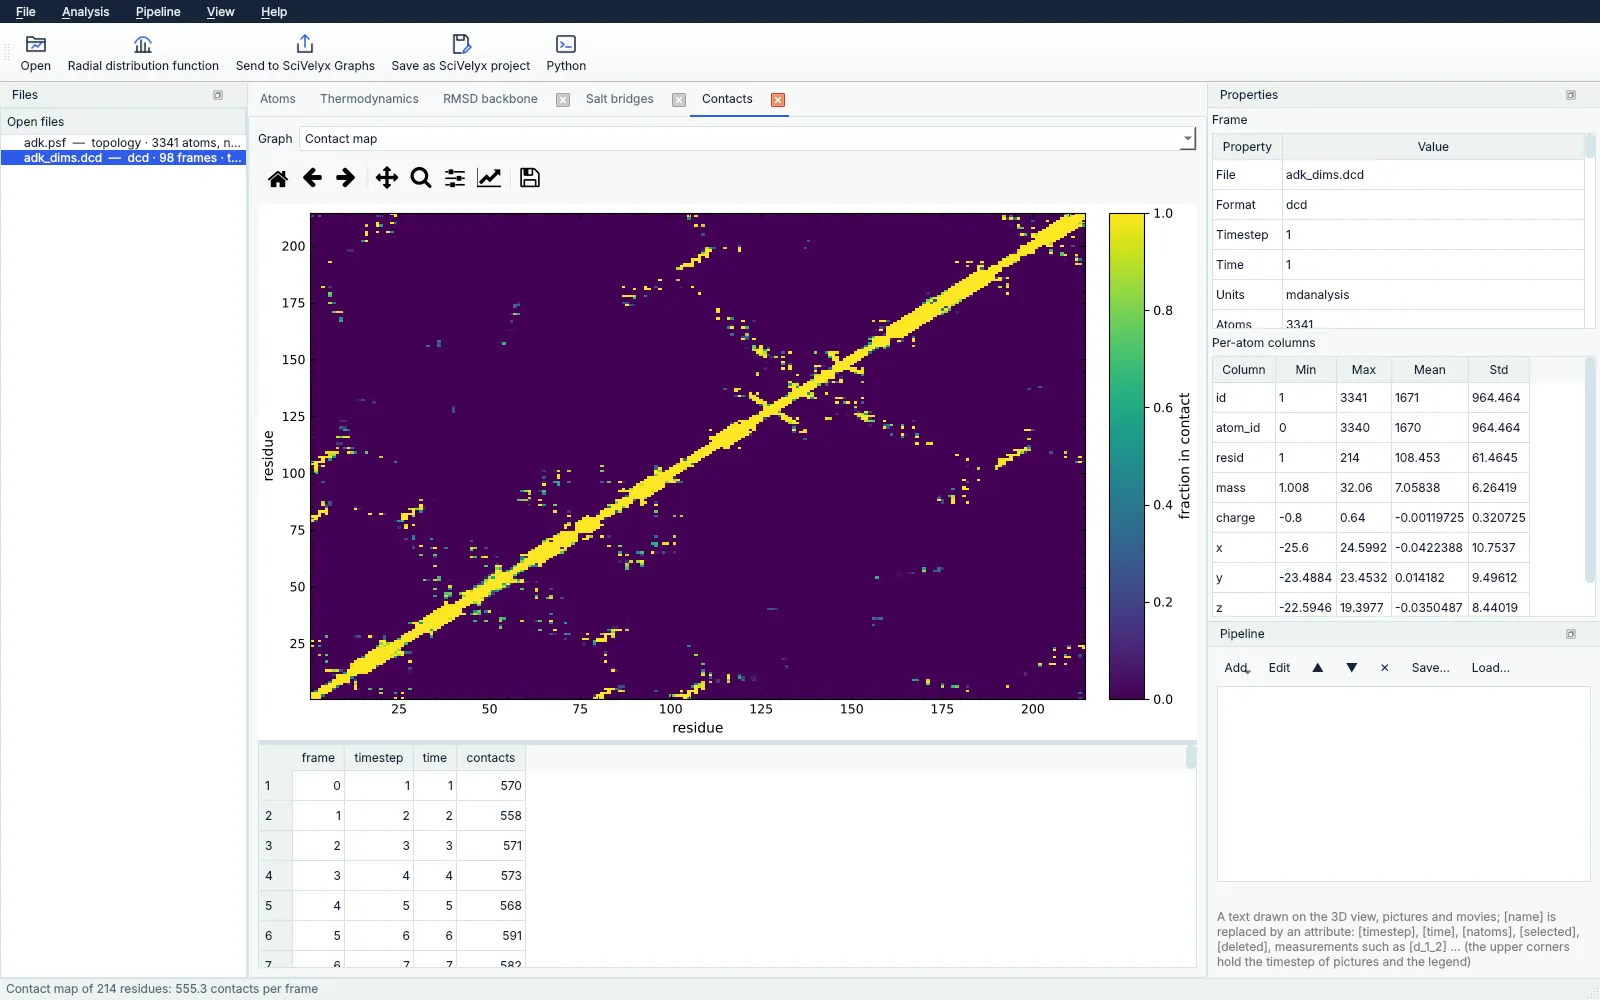 File Analysis Pipeline View Help
Open Radial distribution function Send to SciVelyx Graphs Save as SciVelyx project Python
Files
Open files
adk.psf — topology · 3341 atoms, n...
adk_dims.dcd — dcd · 98 frames · t...
Atoms Thermodynamics RMSD backbone Salt bridges Contacts
Graph Contact map
200
175
150
125
100
75
50
25
residue
25 50 75 100 125 150 175 200
residue
1.0
0.8
0.6
0.4
0.2
0.0
fraction in contact
frame timestep time contacts
1 0 1 1 570
2 1 2 2 558
3 2 3 3 571
4 3 4 4 573
5 4 5 5 568
6 5 6 6 591
7 6 7 7 582
Properties
Frame
Property Value
File adk_dims.dcd
Format dcd
Timestep 1
Time 1
Units mdanalysis
Atoms 3341
Per-atom columns
Column Min Max Mean Std
id 1 3341 1671 964.464
atom_id 0 3340 1670 964.464
resid 1 214 108.453 61.4645
mass 1.008 32.06 7.05838 6.26419
charge -0.8 0.64 -0.00119725 0.320725
x -25.6 24.5992 -0.0422388 10.7537
y -23.4884 23.4532 0.014182 9.49612
z -22.5946 19.3977 -0.0350487 8.44019
Pipeline
Add Edit ▲ ▼ × Save... Load...
A text drawn on the 3D view, pictures and movies; [name] is
replaced by an attribute: [timestep], [time], [natoms], [selected],
[deleted], measurements such as [d_1_2] ... (the upper corners
hold the timestep of pictures and the legend)
Contact map of 214 residues: 555.3 contacts per frame